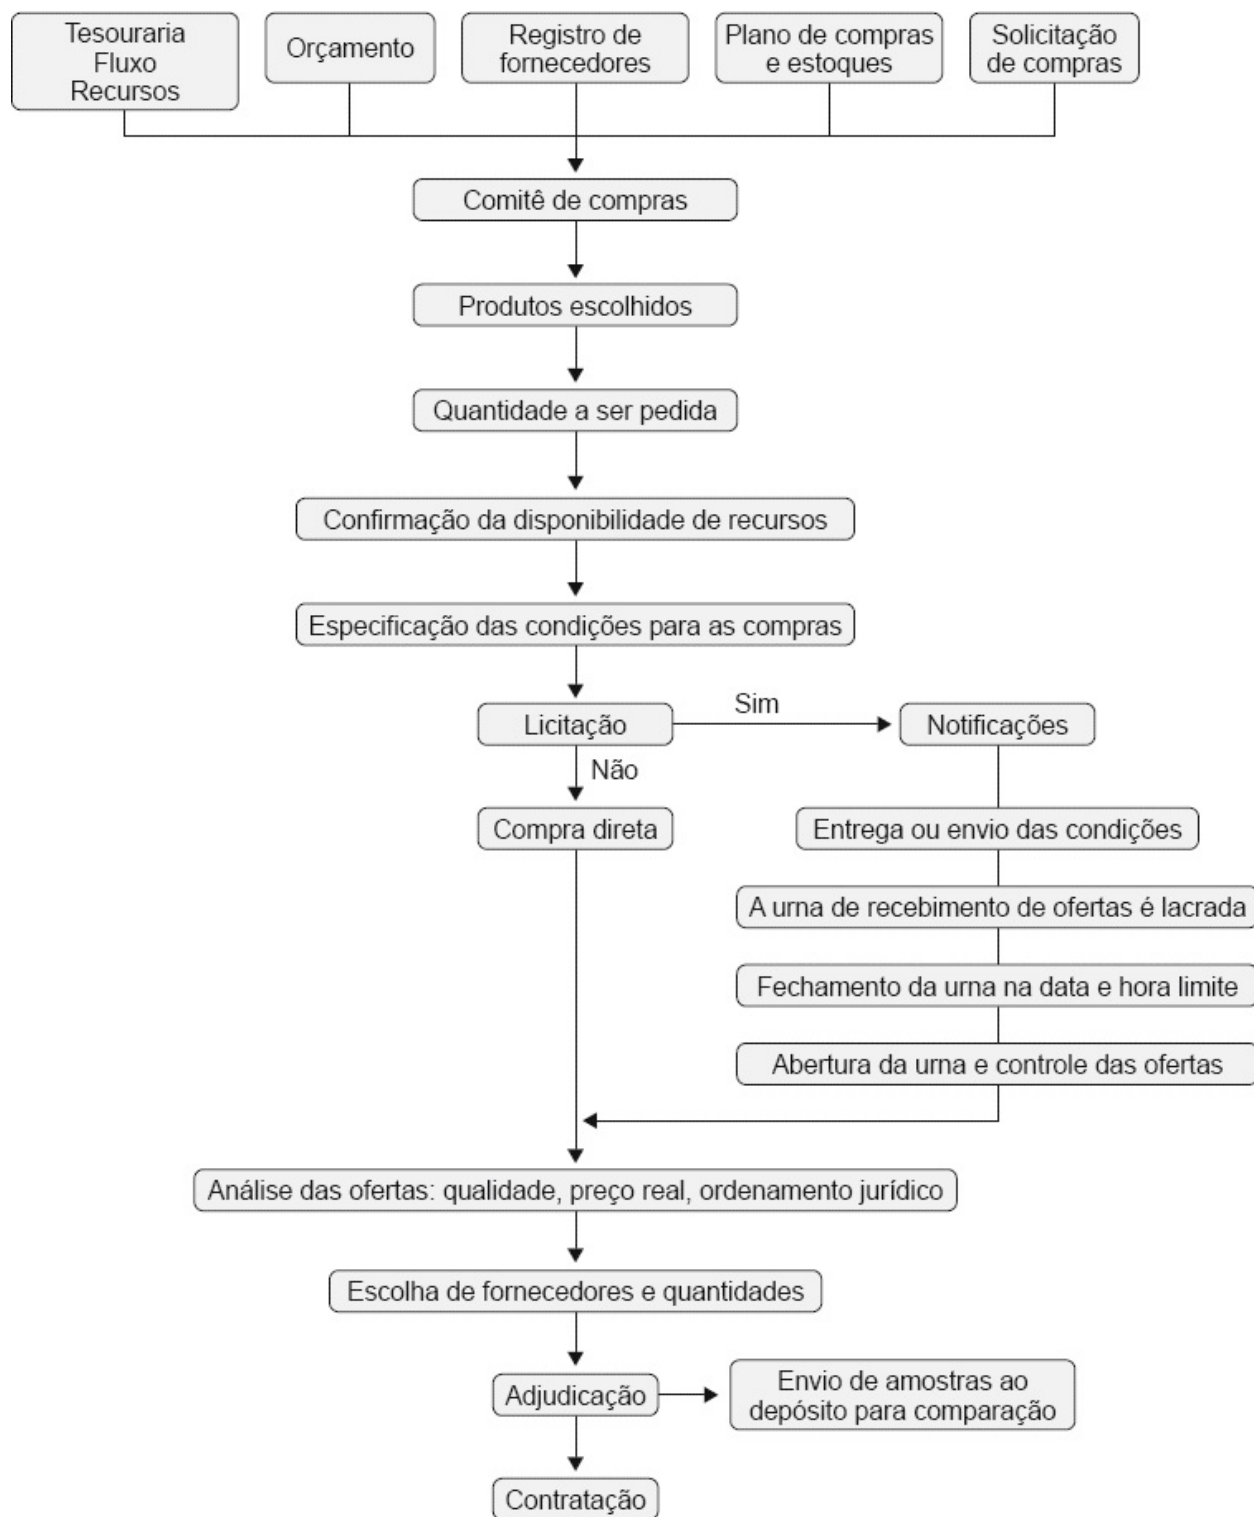 Tesouraria
Fluxo
Recursos
Orçamento
Registro de
fornecedores
Plano de compras
e estoques
Solicitação
de compras
Comitê de compras
Produtos escolhidos
Quantidade a ser pedida
Confirmação da disponibilidade de recursos
Especificação das condições para as compras
Licitação
Sim
Notificações
Não
Compra direta
Entrega ou envio das condições
A urna de recebimento de ofertas é lacrada
Fechamento da urna na data e hora limite
Abertura da urna e controle das ofertas
Análise das ofertas: qualidade, preço real, ordenamento jurídico
Escolha de fornecedores e quantidades
Adjudicação
Envio de amostras ao
depósito para comparação
Contratação